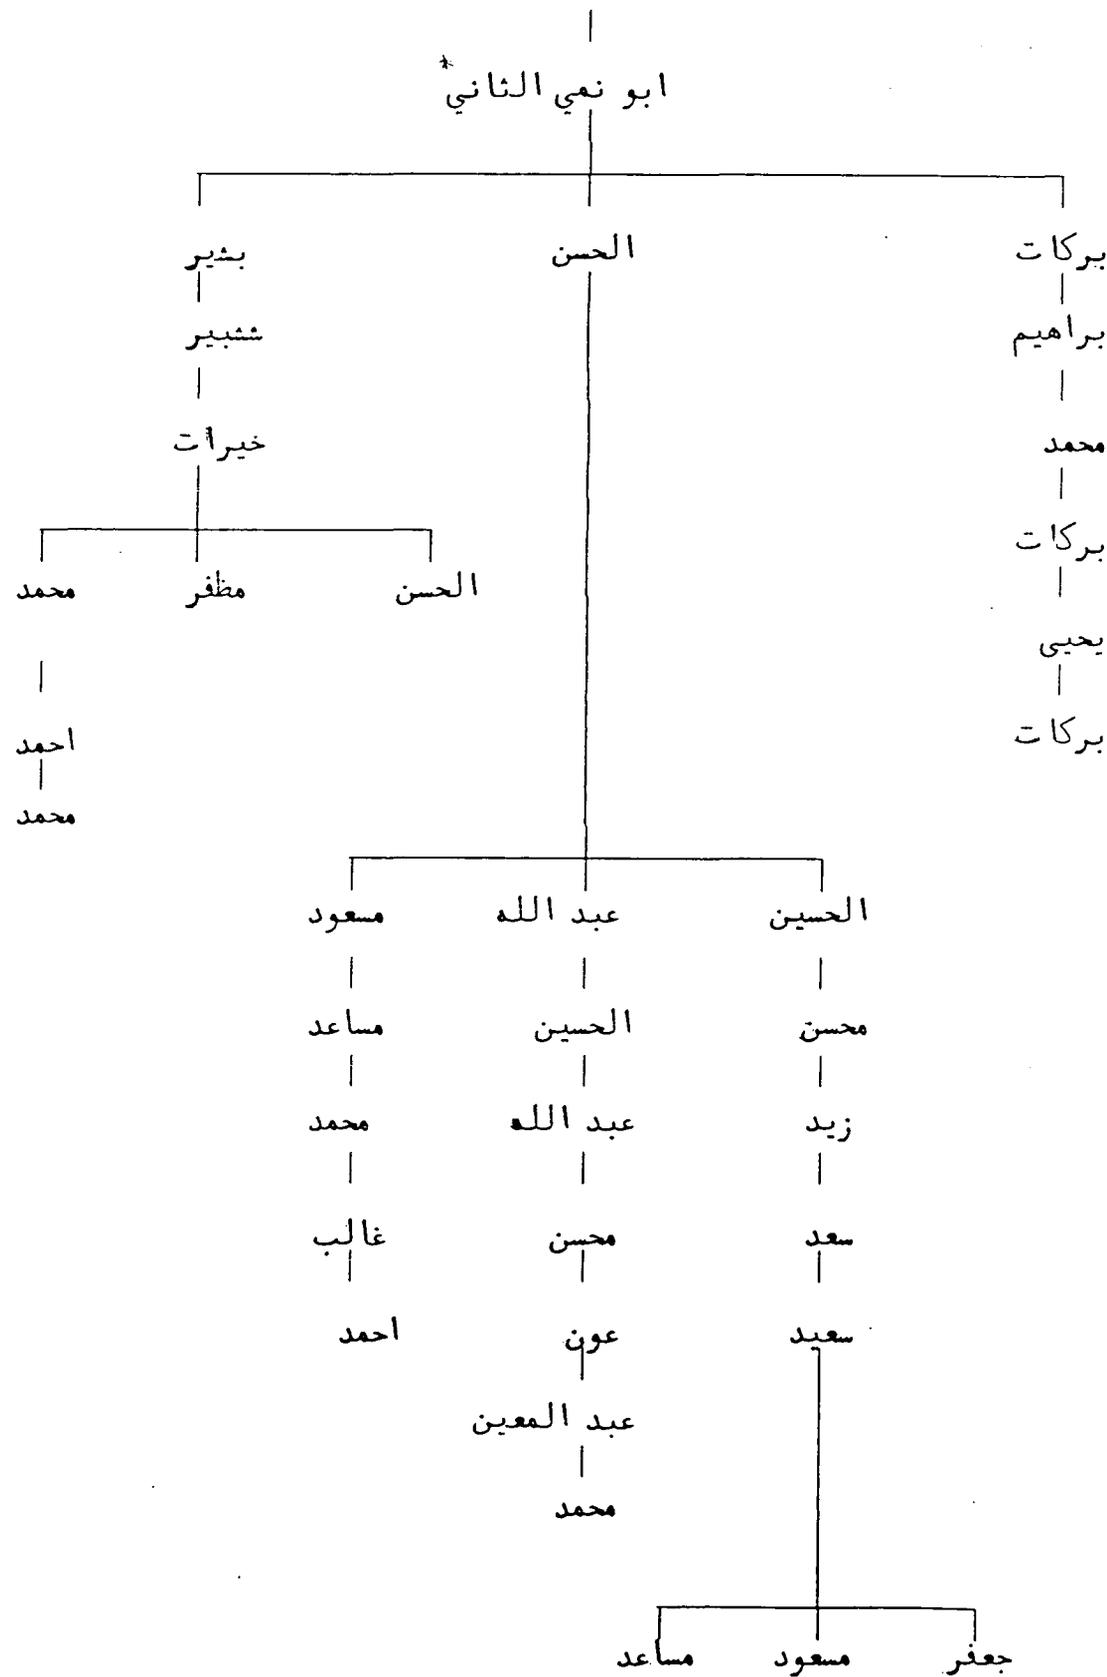 ابو نمي الثاني*
بركات الحسن بشير
براهيم شنبير
محمد خيرات
بركات
الحسن مظفر محمد
يحيى
بركات احمد
محمد
الحسين عبد الله مسعود
محسن الحسين مساعد
زيد عبد الله محمد
سعد محسن غالب
سعيد عون احمد
عبد المعين
محمد
جعفر مسعود مساعد